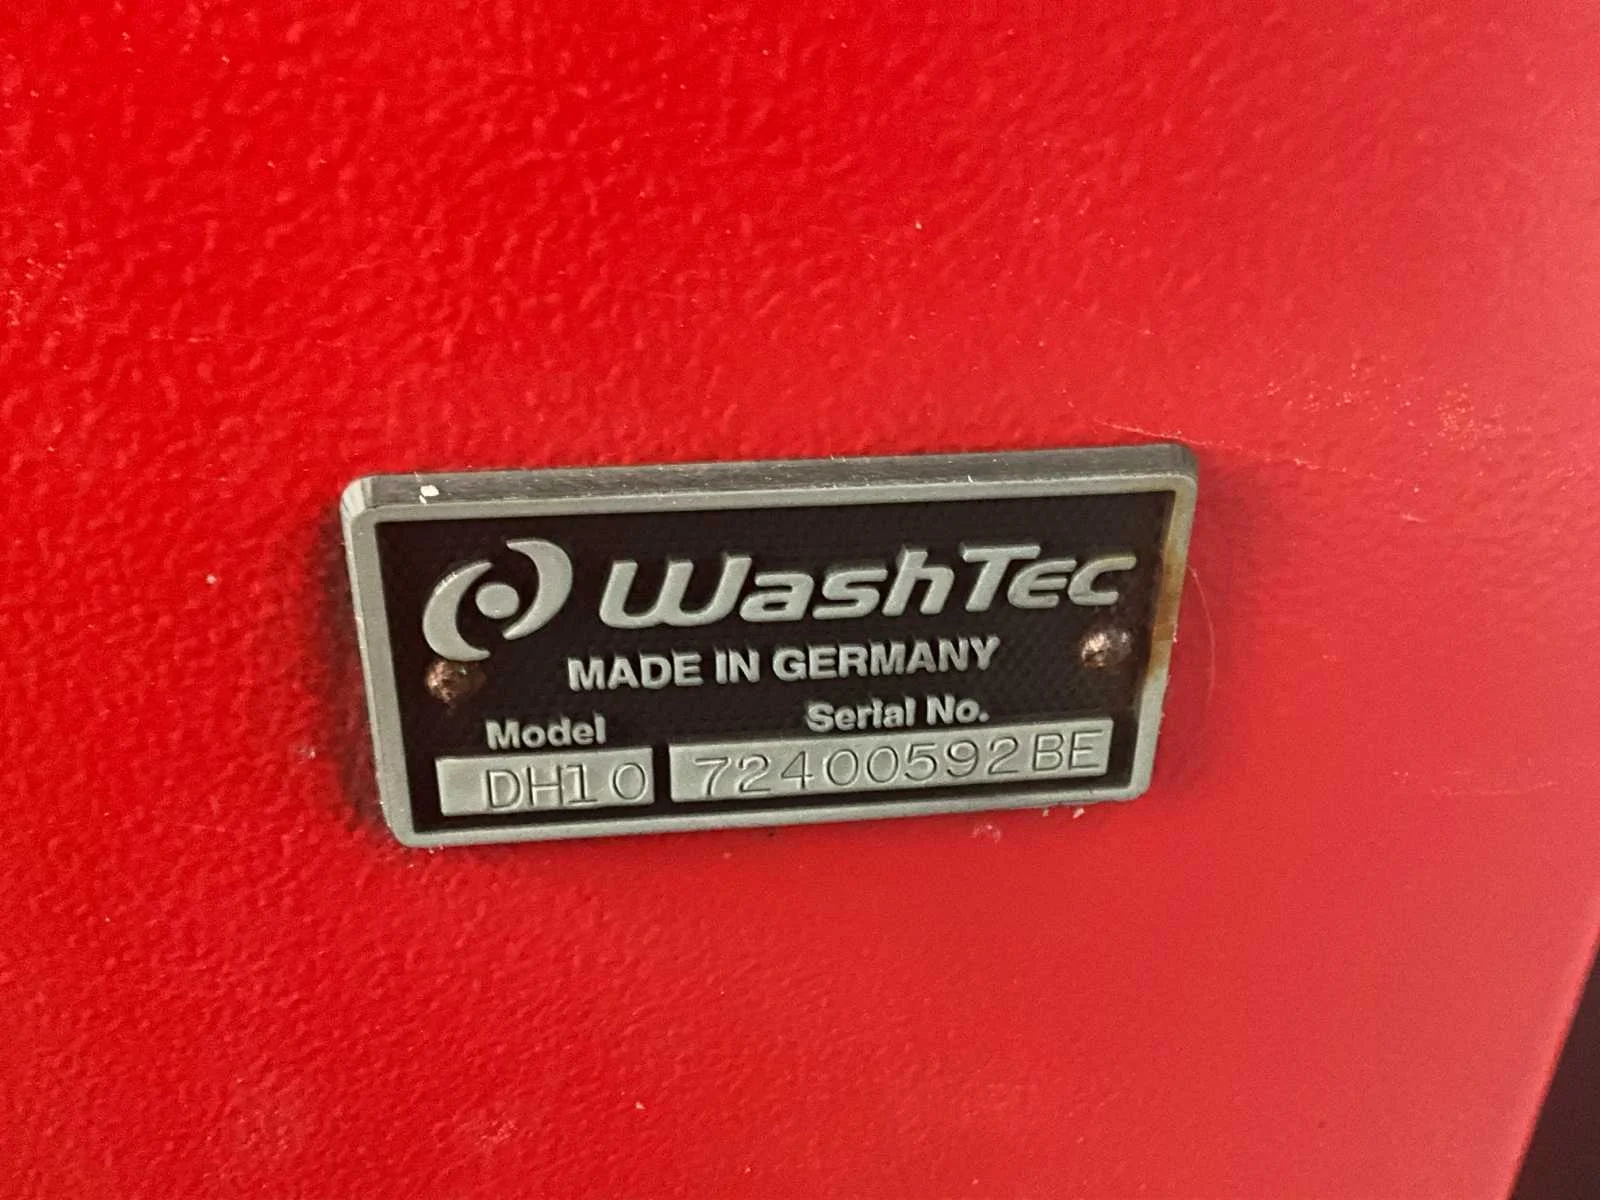 WashTec
MADE IN GERMANY
Model Serial No.
DH10 72400592BE